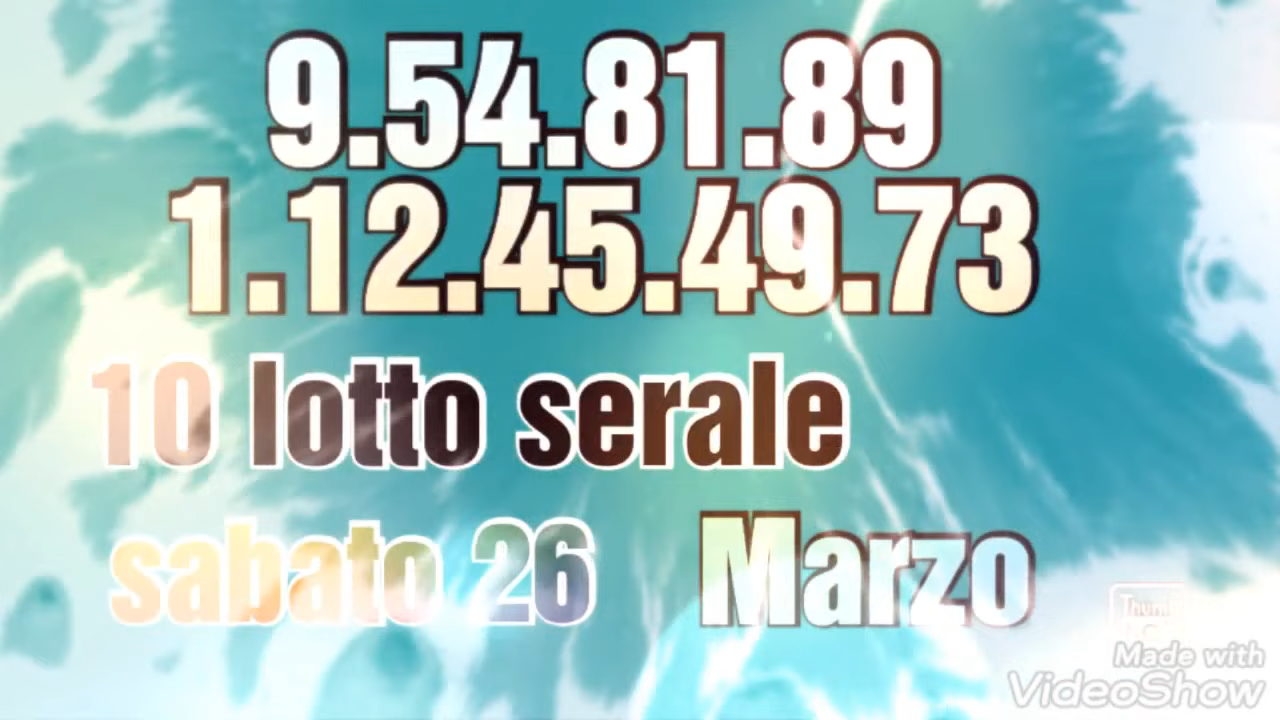 9.54.81.89
1.12.45.49.73
10 lotto serale
sabato 26 Marzo
Made with
VideoShow